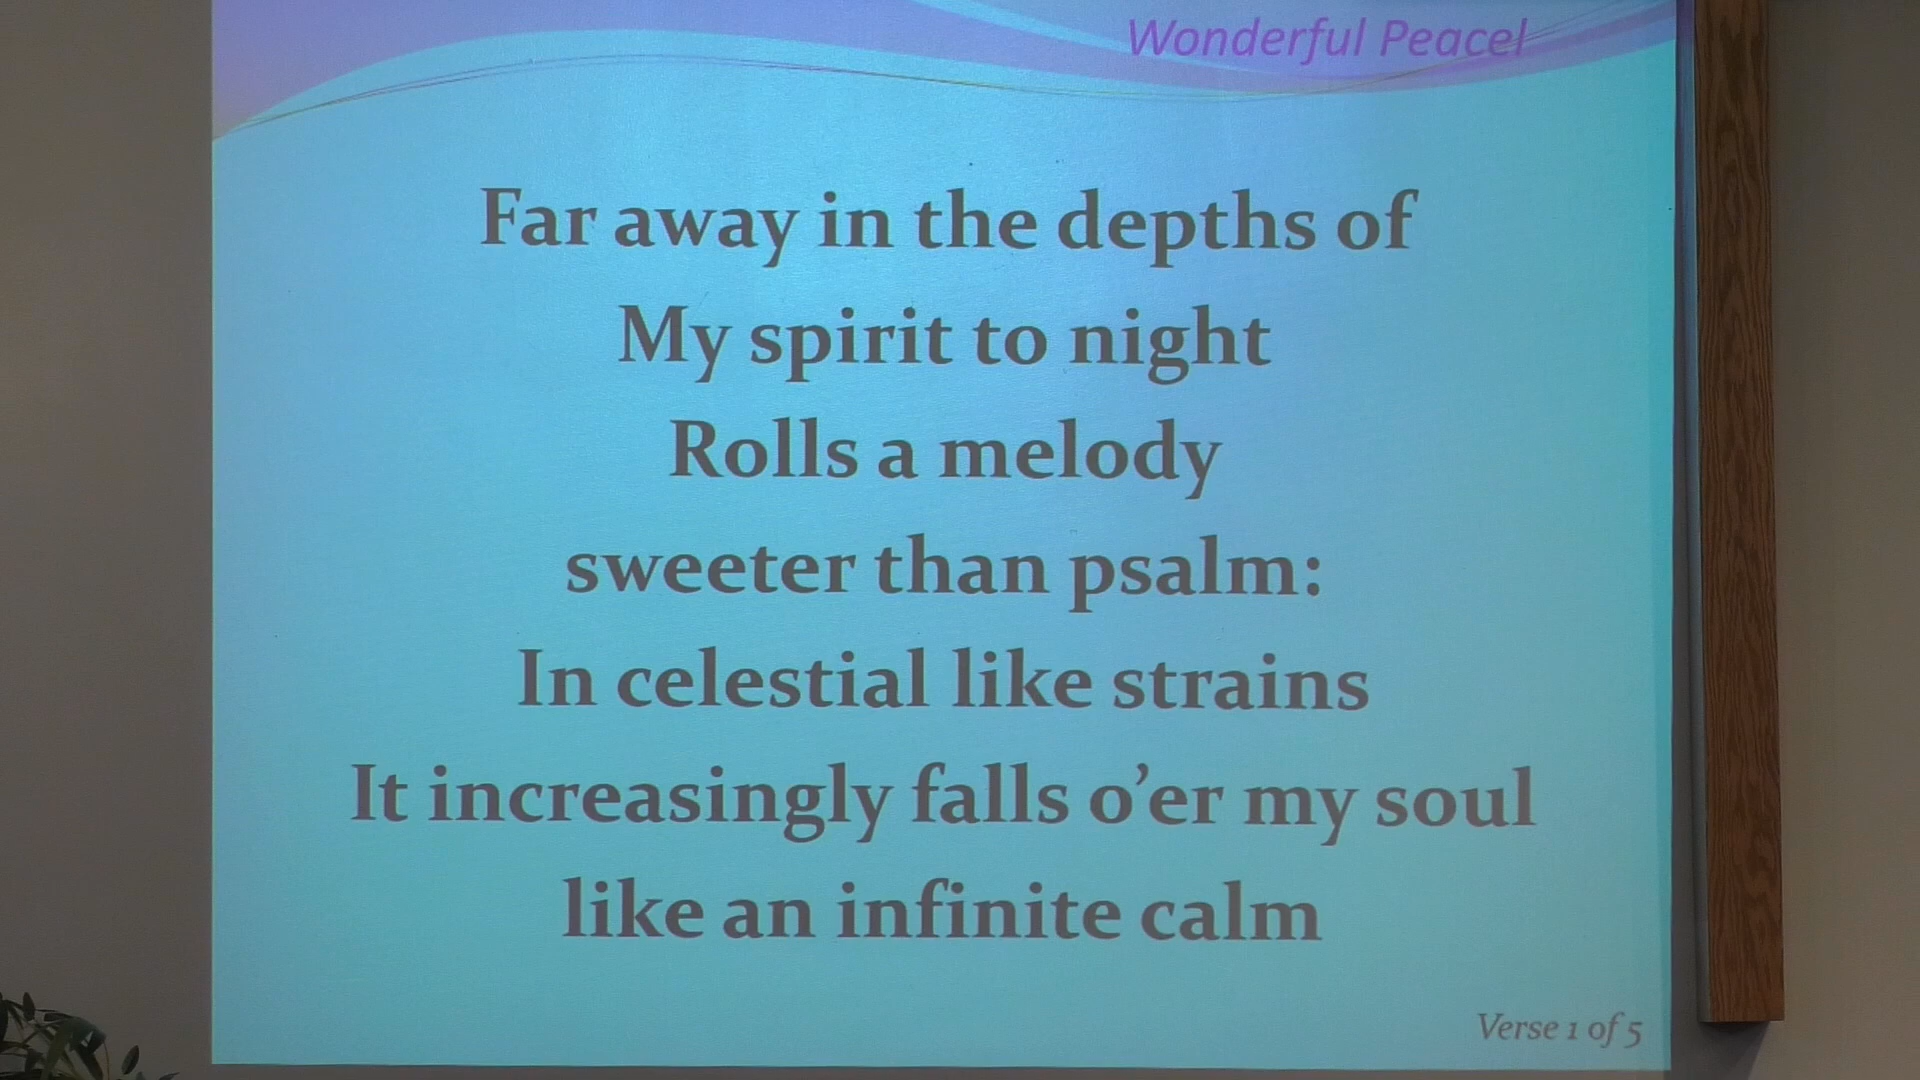 Wonderful Peace!
Far away in the depths of
My spirit to night
Rolls a melody
sweeter than psalm:
In celestial like strains
It increasingly falls o’er my soul
like an infinite calm
Verse 1 of 5